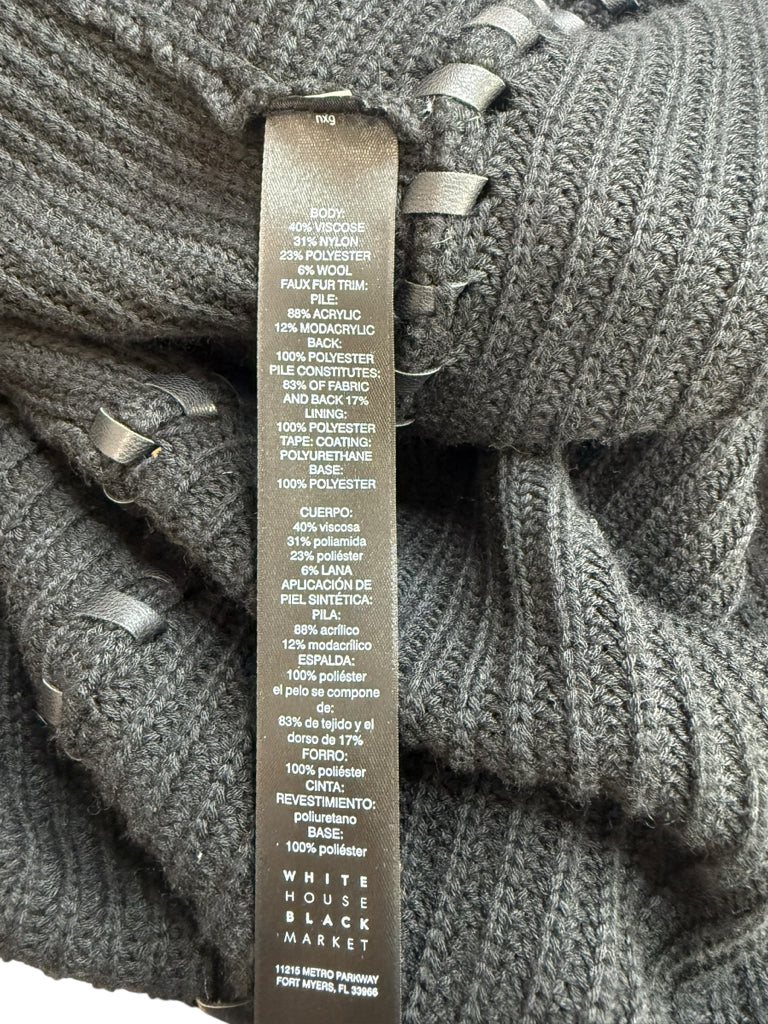 nxg
BODY:
40% VISCOSE
31% NYLON
23% POLYESTER
6% WOOL
FAUX FUR TRIM:
PILE:
88% ACRYLIC
12% MODACRYLIC
BACK:
100% POLYESTER
PILE CONSTITUTES:
83% OF FABRIC
AND BACK 17%
LINING:
100% POLYESTER
TAPE: COATING:
POLYURETHANE
BASE:
100% POLYESTER
CUERPO:
40% viscosa
31% poliamida
23% poliéster
6% LANA
APLICACIÓN DE
PIEL SINTÉTICA:
PILA:
88% acrílico
12% modacrílico
ESPALDA:
100% poliéster
el pelo se compone
de:
83% de tejido y el
dorso de 17%
FORRO:
100% poliéster
CINTA:
REVESTIMIENTO:
poliuretano
BASE:
100% poliéster
WHITE
HOUSE
BLACK
MARKET
11215 METRO PARKWAY
FORT MYERS, FL 33966